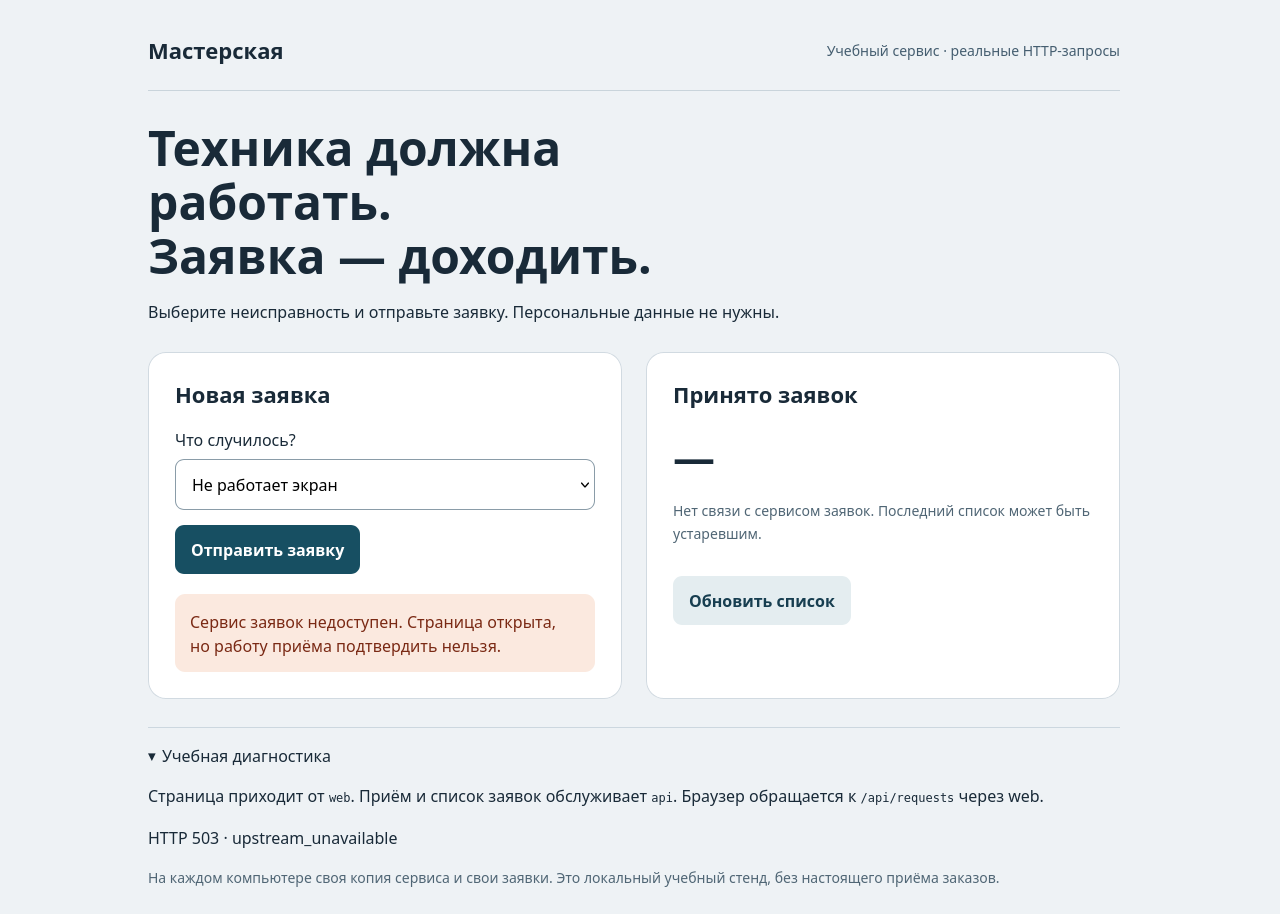 Мастерская
Учебный сервис · реальные HTTP-запросы
Техника должна
работать.
Заявка — доходить.
Выберите неисправность и отправьте заявку. Персональные данные не нужны.
Новая заявка
Что случилось?
Не работает экран
Отправить заявку
Сервис заявок недоступен. Страница открыта,
но работу приёма подтвердить нельзя.
Принято заявок
—
Нет связи с сервисом заявок. Последний список может быть
устаревшим.
Обновить список
▾ Учебная диагностика
Страница приходит от web. Приём и список заявок обслуживает api. Браузер обращается к /api/requests через web.
HTTP 503 · upstream_unavailable
На каждом компьютере своя копия сервиса и свои заявки. Это локальный учебный стенд, без настоящего приёма заказов.